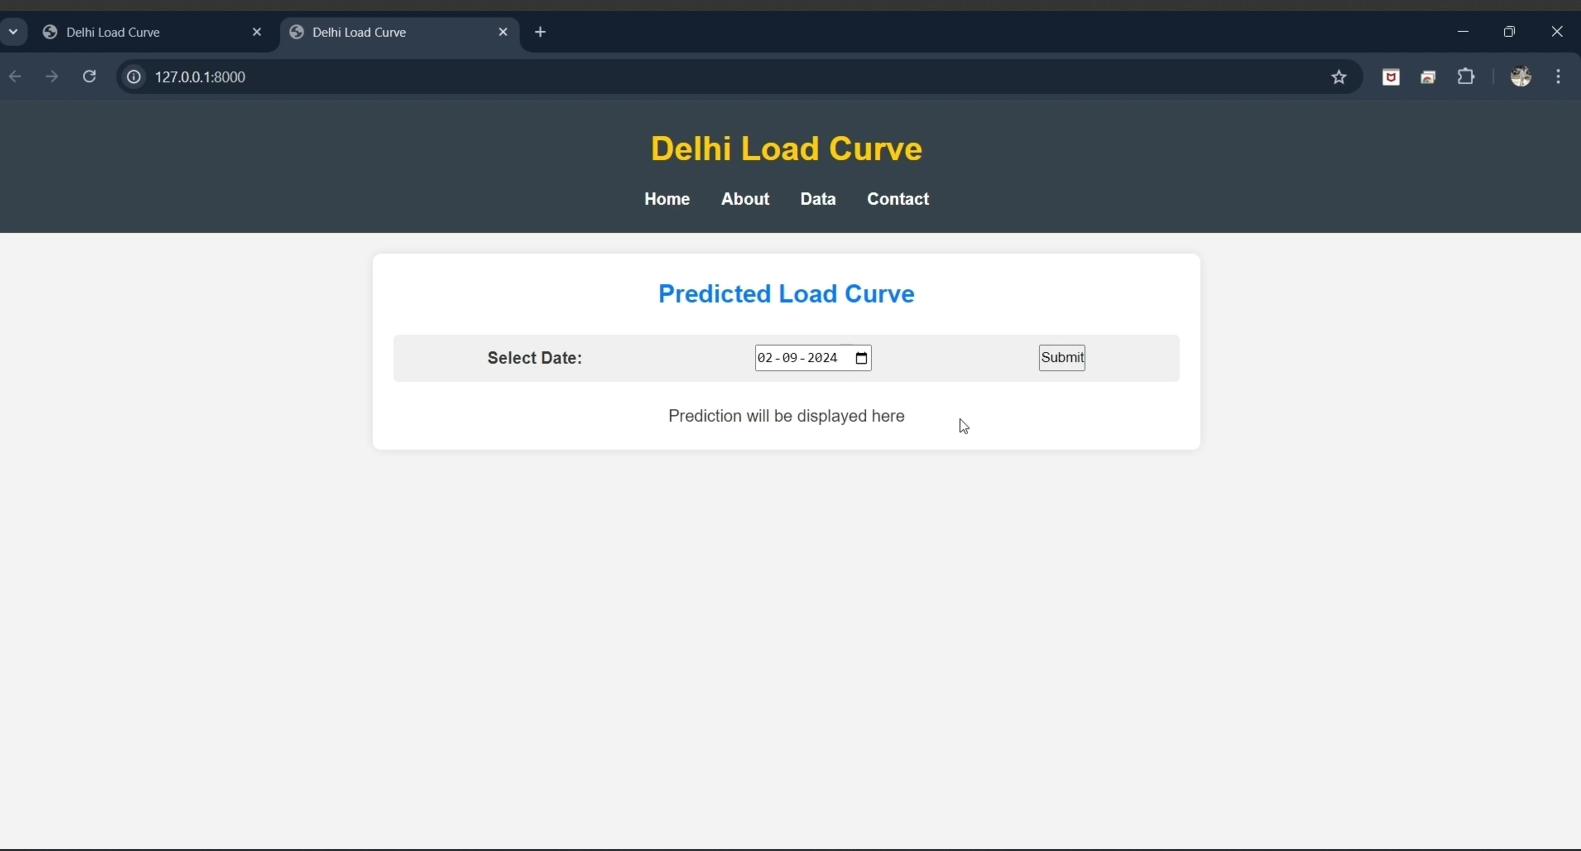 Delhi Load Curve
Delhi Load Curve
127.0.0.1:8000
Delhi Load Curve
Home About Data Contact
Predicted Load Curve
Select Date: 02-09-2024 Submit
Prediction will be displayed here